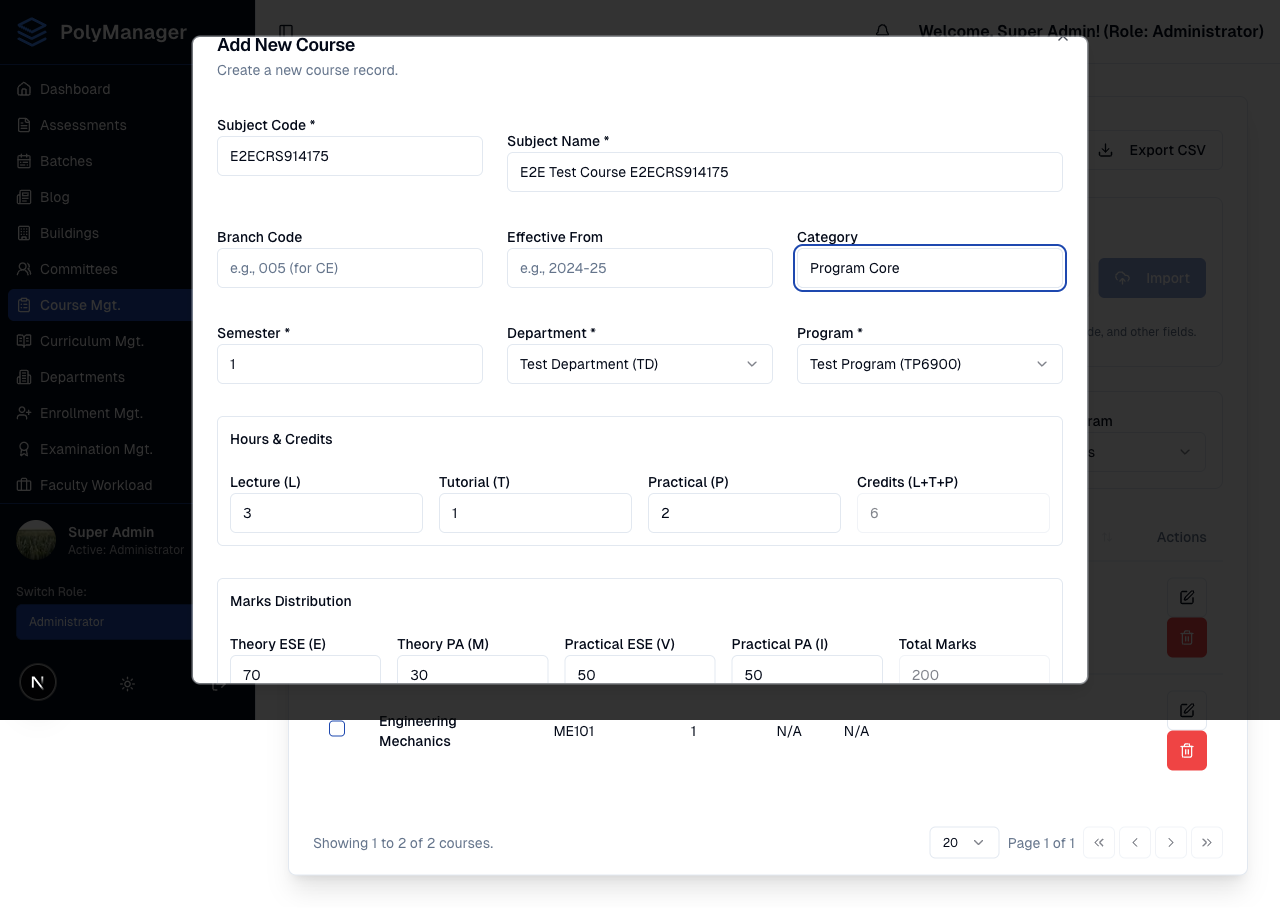 PolyManager
Welcome, Super Admin! (Role: Administrator)
Dashboard
Assessments
Batches
Blog
Buildings
Committees
Course Mgt.
Curriculum Mgt.
Departments
Enrollment Mgt.
Examination Mgt.
Faculty Workload
Super Admin
Active: Administrator
Switch Role:
Administrator
N
Add New Course
Create a new course record.
Subject Code *
E2ECRS914175
Subject Name *
E2E Test Course E2ECRS914175
Branch Code
e.g., 005 (for CE)
Effective From
e.g., 2024-25
Category
Program Core
Semester *
1
Department *
Test Department (TD)
Program *
Test Program (TP6900)
Hours & Credits
Lecture (L)
3
Tutorial (T)
1
Practical (P)
2
Credits (L+T+P)
6
Marks Distribution
Theory ESE (E)
70
Theory PA (M)
30
Practical ESE (V)
50
Practical PA (I)
50
Total Marks
200
Export CSV
Import
de, and other fields.
ram
s
Actions
Engineering
Mechanics
ME101
1
N/A
N/A
Showing 1 to 2 of 2 courses.
20
Page 1 of 1